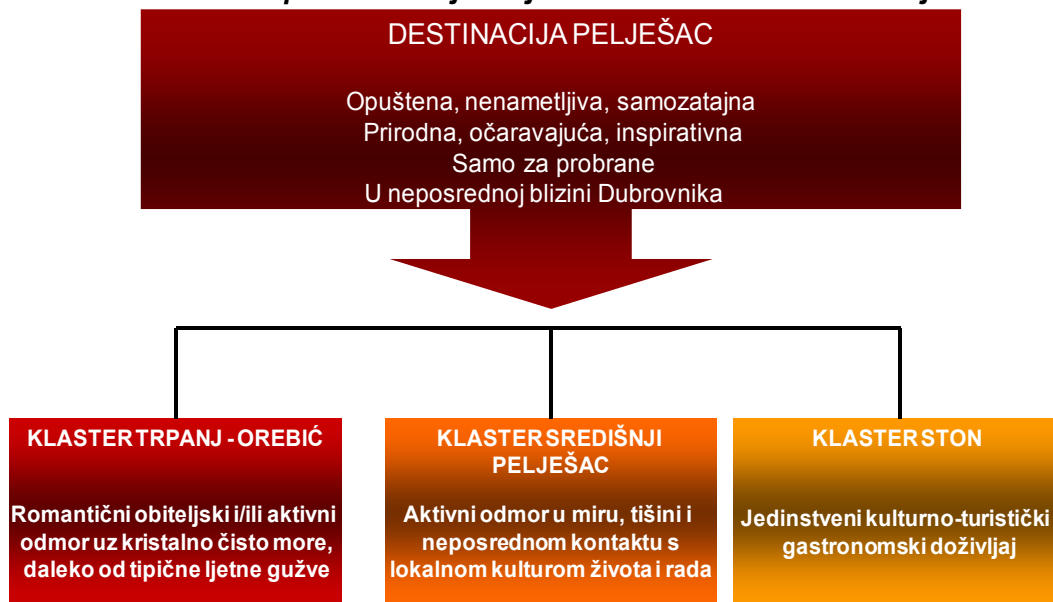 DESTINACIJA PELJEŠAC
Opuštena, nenametljiva, samozatajna
Prirodna, očaravajuća, inspirativna
Samo za probrane
U neposrednoj blizini Dubrovnika
KLASTER TRPANJ - OREBIĆ
Romantični obiteljski i/ili aktivni
odmor uz kristalno čisto more,
daleko od tipične ljetne gužve
KLASTER SREDIŠNJI
PELJEŠAC
Aktivni odmor u miru, tišini i
neposrednom kontaktu s
lokalnom kulturom života i rada
KLASTER STON
Jedinstveni kulturno-turistički
gastronomski doživljaj